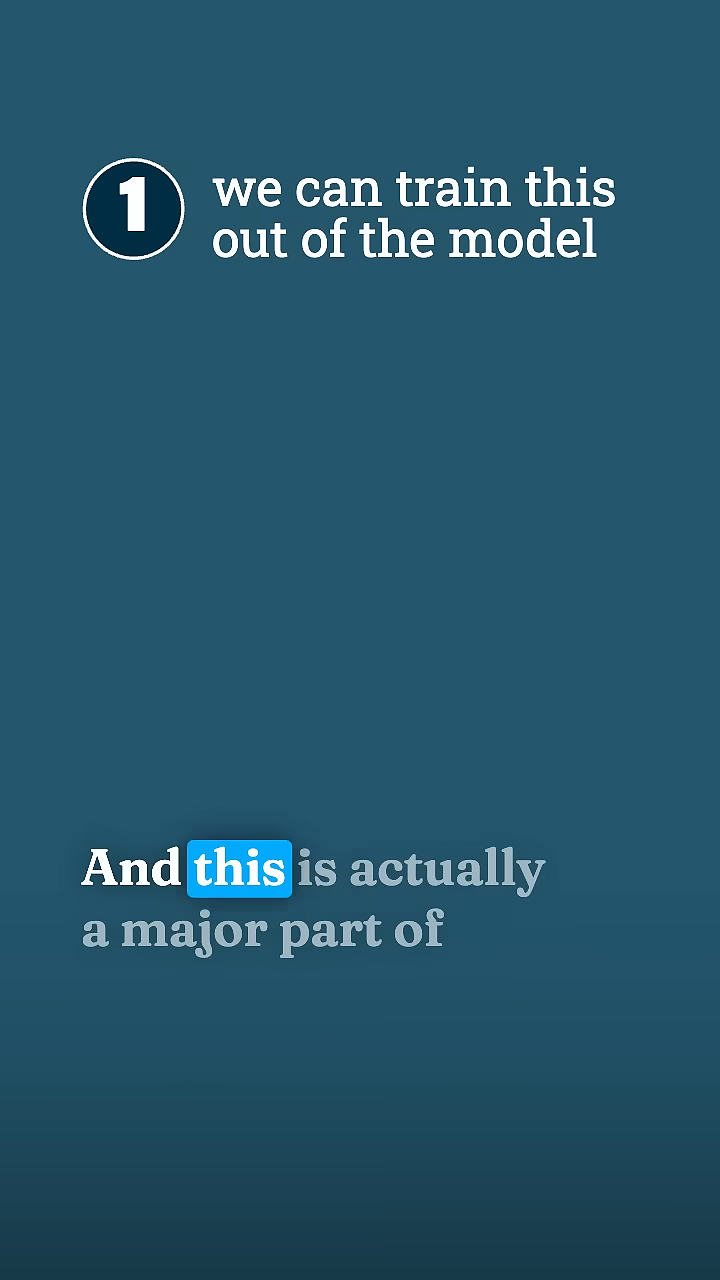 1
we can train this
out of the model
And this is actually
a major part of